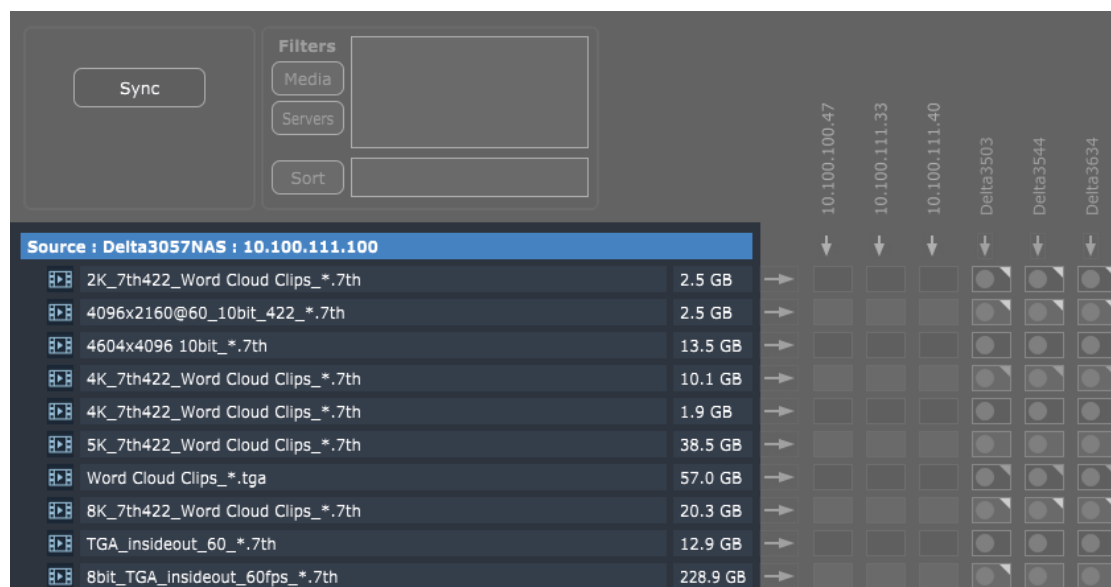 Sync
Filters
Media
Servers
Sort
10.100.100.47
10.100.111.33
10.100.111.40
Delta3503
Delta3544
Delta3634
Source : Delta3057NAS : 10.100.111.100
2K_7th422_Word Cloud Clips_*.7th 2.5 GB
4096x2160@60_10bit_422_*.7th 2.5 GB
4604x4096 10bit_*.7th 13.5 GB
4K_7th422_Word Cloud Clips_*.7th 10.1 GB
4K_7th422_Word Cloud Clips_*.7th 1.9 GB
5K_7th422_Word Cloud Clips_*.7th 38.5 GB
Word Cloud Clips_*.tga 57.0 GB
8K_7th422_Word Cloud Clips_*.7th 20.3 GB
TGA_insideout_60_*.7th 12.9 GB
8bit_TGA_insideout_60fps_*.7th 228.9 GB